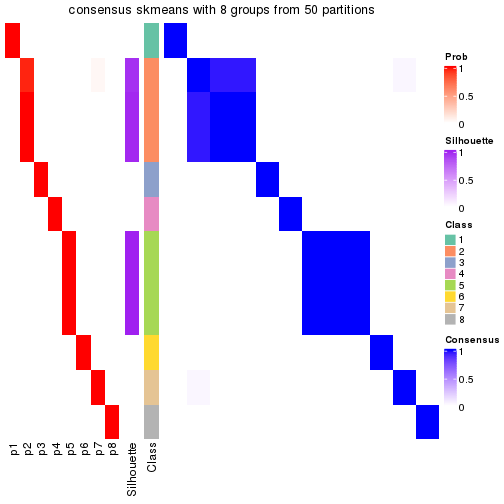 consensus skmeans with 8 groups from 50 partitions
Prob
1
0.5
0
Silhouette
1
0.5
0
Class
1
2
3
4
5
6
7
8
Consensus
1
0.5
0
p1
p2
p3
p4
p5
p6
p7
p8
Silhouette
Class